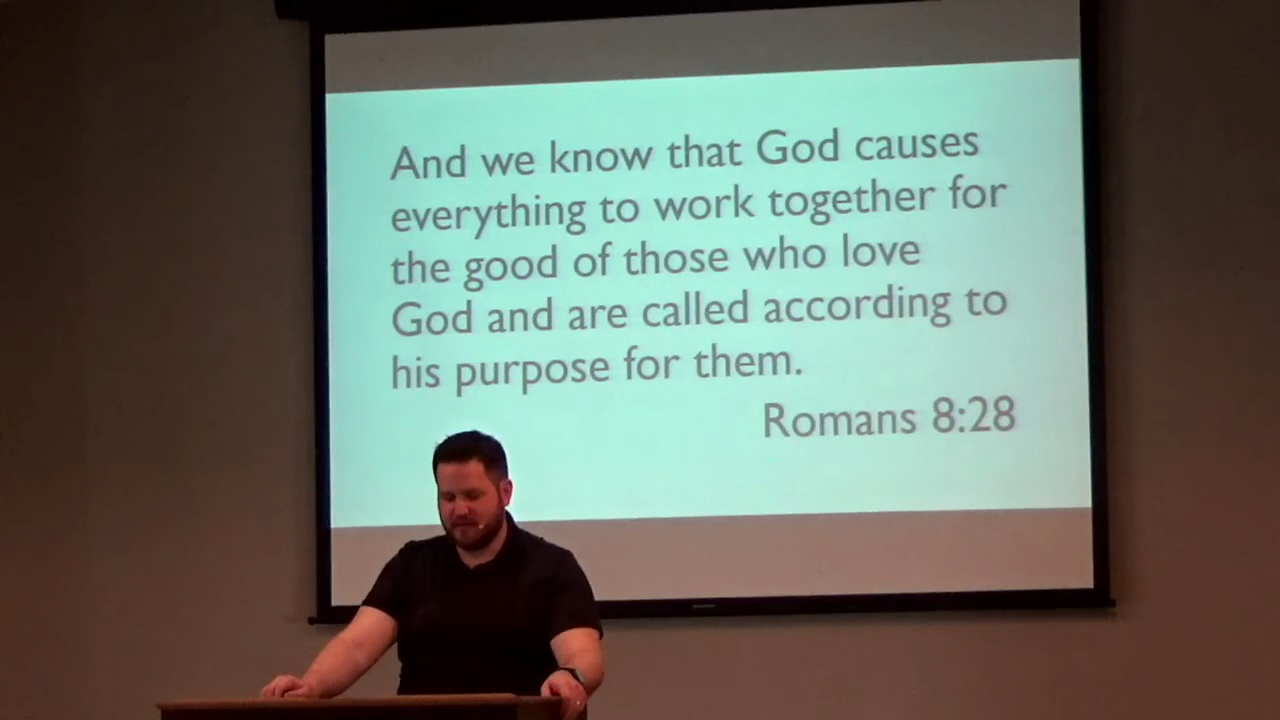 And we know that God causes
everything to work together for
the good of those who love
God and are called according to
his purpose for them.
Romans 8:28